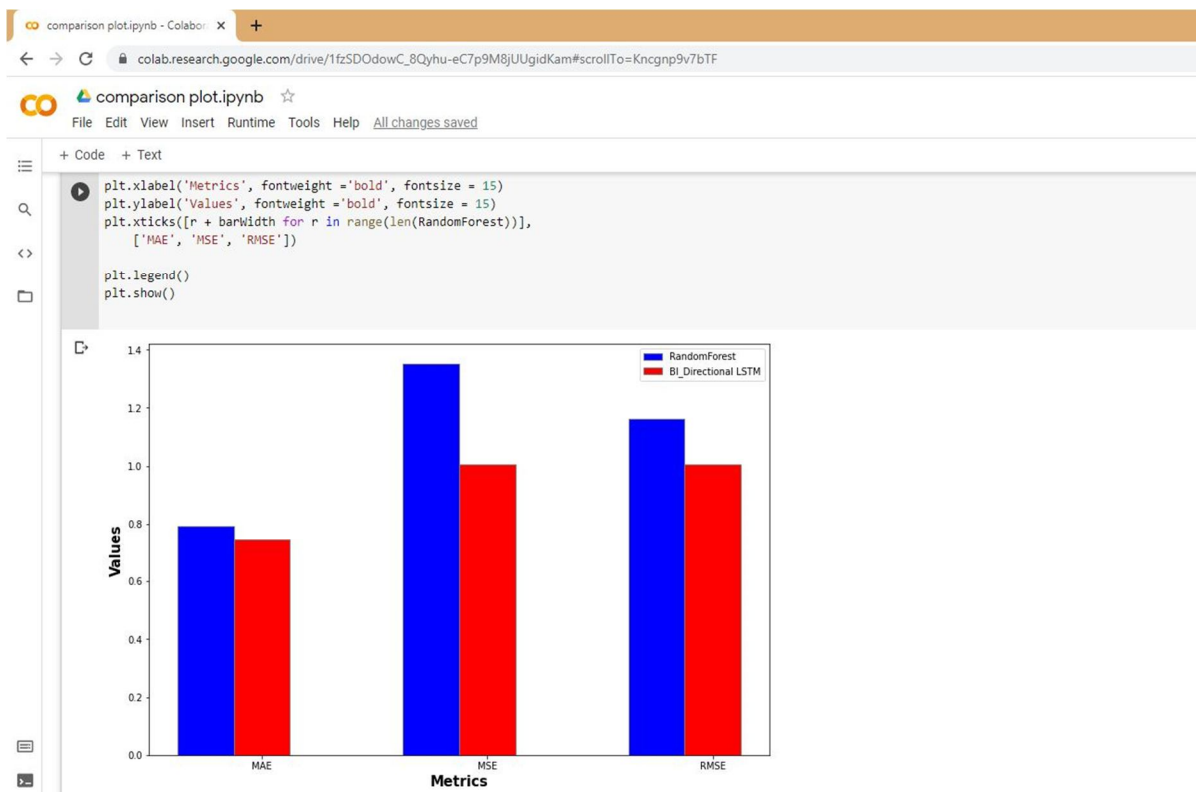 comparison plot.ipynb - Colabor
colab.research.google.com/drive/1fzSDOdowC_8Qyhu-eC7p9M8jUUgidKam#scrollTo=Kncgnp9v7bTF
comparison plot.ipynb
File Edit View Insert Runtime Tools Help All changes saved
+ Code + Text
plt.xlabel('Metrics', fontweight ='bold', fontsize = 15)
plt.ylabel('Values', fontweight ='bold', fontsize = 15)
plt.xticks([r + barWidth for r in range(len(RandomForest))],
['MAE', 'MSE', 'RMSE'])
plt.legend()
plt.show()
RandomForest
BI_Directional LSTM
1.4
1.2
1.0
0.8
0.6
0.4
0.2
0.0
Values
MAE MSE RMSE
Metrics